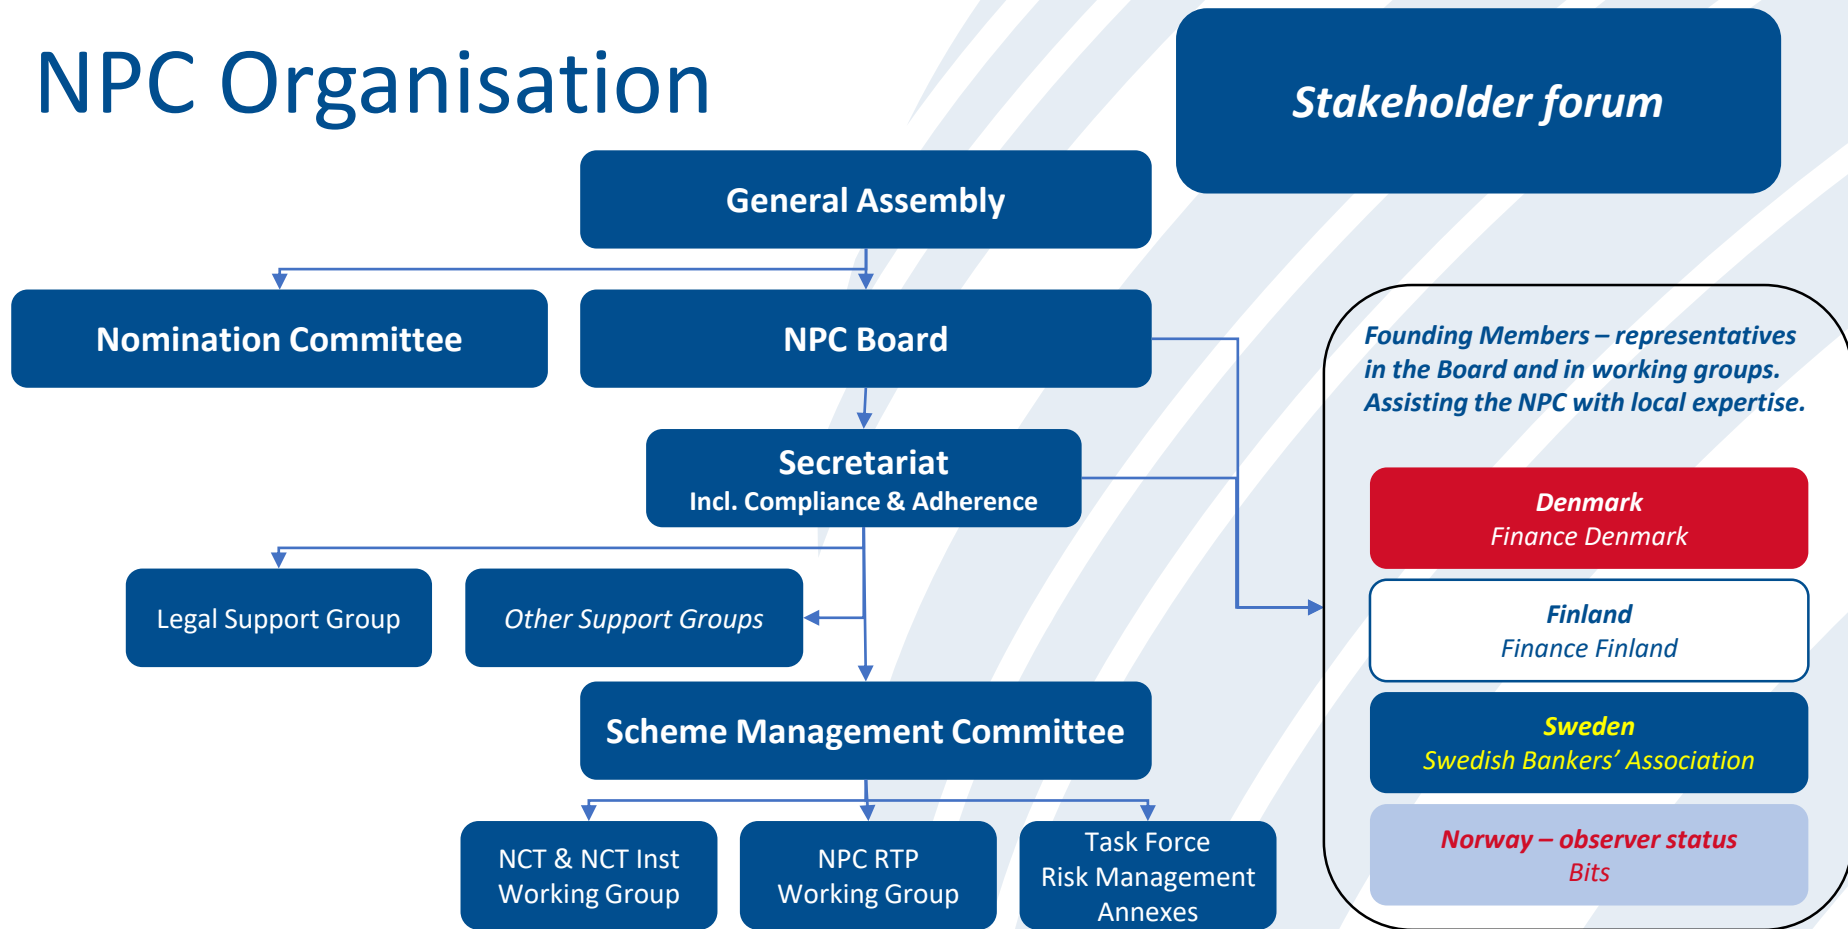 NPC Organisation
Stakeholder forum
General Assembly
Nomination Committee
NPC Board
Secretariat
Incl. Compliance & Adherence
Legal Support Group
Other Support Groups
Scheme Management Committee
NCT & NCT Inst
Working Group
NPC RTP
Working Group
Task Force
Risk Management
Annexes
Founding Members – representatives
in the Board and in working groups.
Assisting the NPC with local expertise.
Denmark
Finance Denmark
Finland
Finance Finland
Sweden
Swedish Bankers’ Association
Norway – observer status
Bits